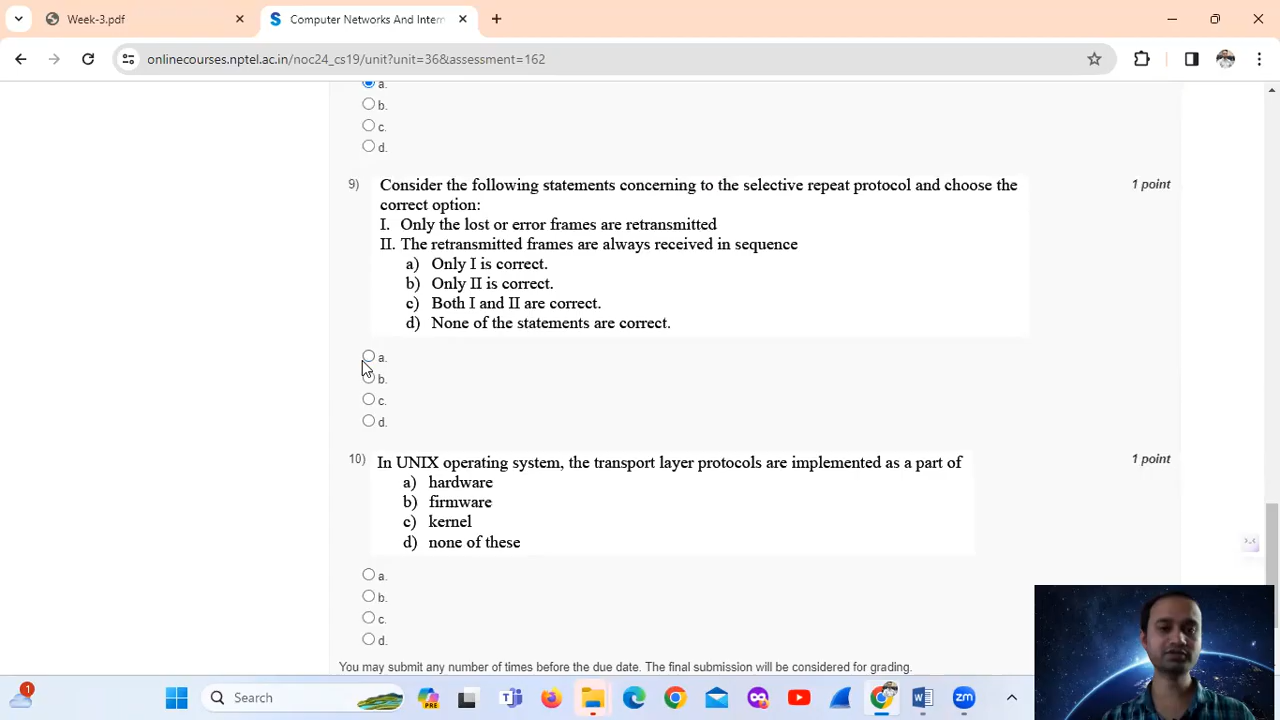 Week-3.pdf
Computer Networks And Intern
onlinecourses.nptel.ac.in/noc24_cs19/unit?unit=36&assessment=162
a.
b.
c.
d.
9) Consider the following statements concerning to the selective repeat protocol and choose the 1 point
correct option:
I. Only the lost or error frames are retransmitted
II. The retransmitted frames are always received in sequence
a) Only I is correct.
b) Only II is correct.
c) Both I and II are correct.
d) None of the statements are correct.
a.
b.
c.
d.
10) In UNIX operating system, the transport layer protocols are implemented as a part of 1 point
a) hardware
b) firmware
c) kernel
d) none of these
a.
b.
c.
d.
You may submit any number of times before the due date. The final submission will be considered for grading.
1
Search
PRE
zm